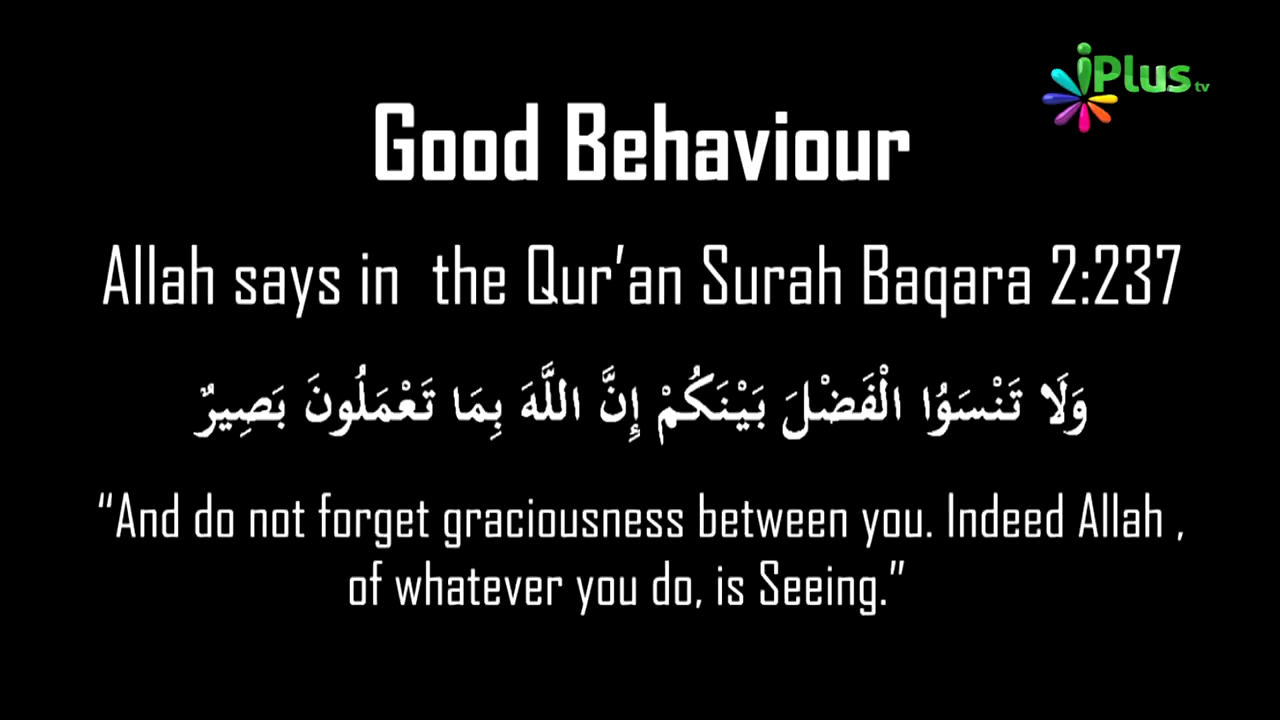 iPlus tv
Good Behaviour
Allah says in the Qur’an Surah Baqara 2:237
وَلَا تَنْسَوُا الْفَضْلَ بَيْنَكُمْ إِنَّ اللَّهَ بِمَا تَعْمَلُونَ بَصِيرٌ
“And do not forget graciousness between you. Indeed Allah ,
of whatever you do, is Seeing.”